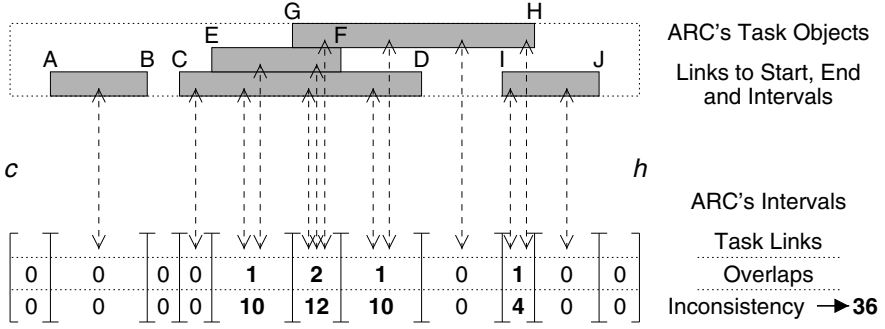 G H
ARC's Task Objects
E F
A B C D I J
Links to Start, End
and Intervals
c h
ARC's Intervals
Task Links
0 0 0 0 1 2 1 0 1 0 0 Overlaps
0 0 0 0 10 12 10 0 4 0 0 Inconsistency 36